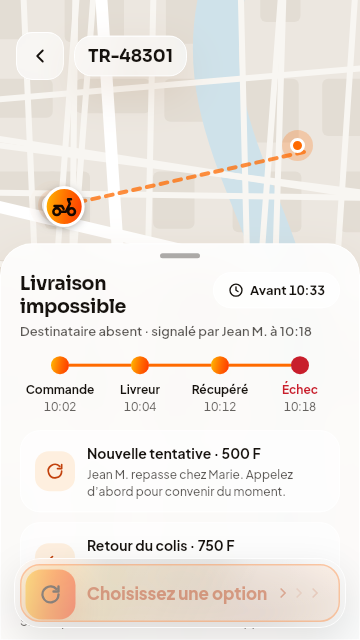 TR-48301
Livraison
impossible
Avant 10:33
Destinataire absent · signalé par Jean M. à 10:18
Commande Livreur Récupéré Échec
10:02 10:04 10:12 10:18
Nouvelle tentative · 500 F
Jean M. repasse chez Marie. Appelez
d'abord pour convenir du moment.
Retour du colis · 750 F
Choisissez une option